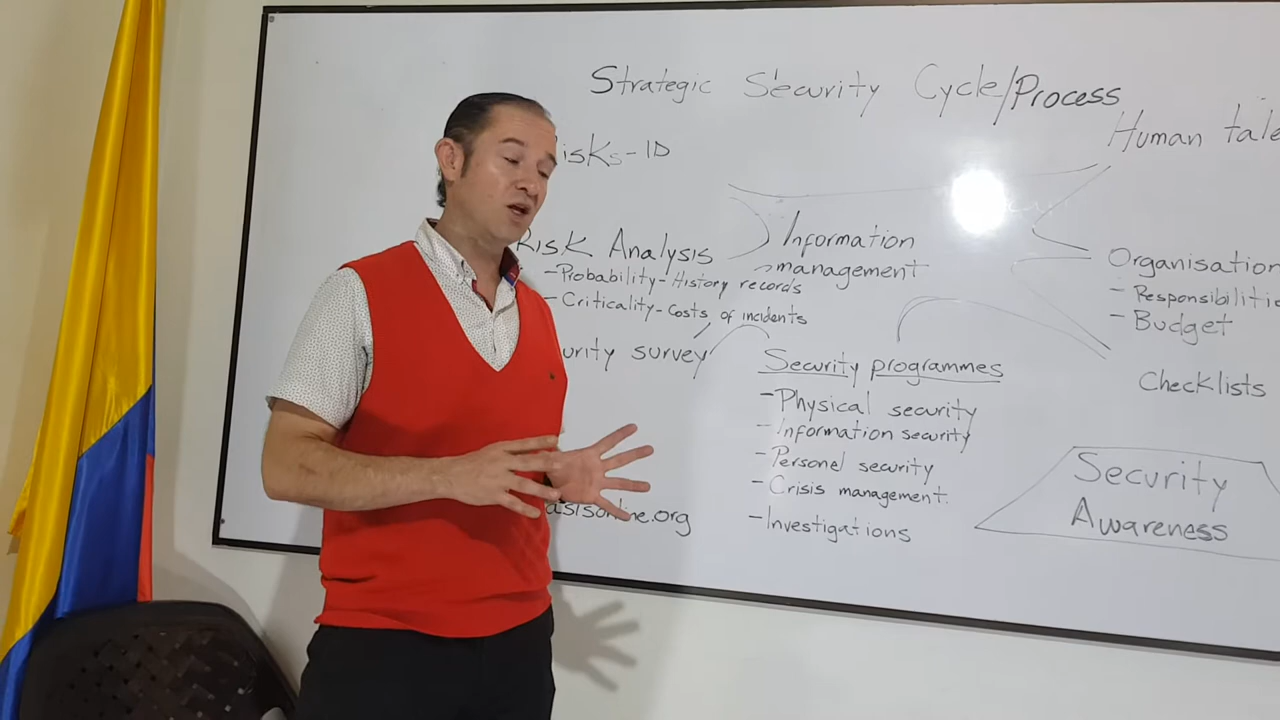 Strategic Security Cycle/Process
isks-ID
Risk Analysis
-Probability-History records
-Criticality-Costs of incidents
urity survey
asisonline.org
Information
management
Security programmes
-Physical security
-Information security
-Personel security
-Crisis management.
-Investigations
Human tale
Organisation
- Responsibilitie
- Budget
Checklists
Security
Awareness